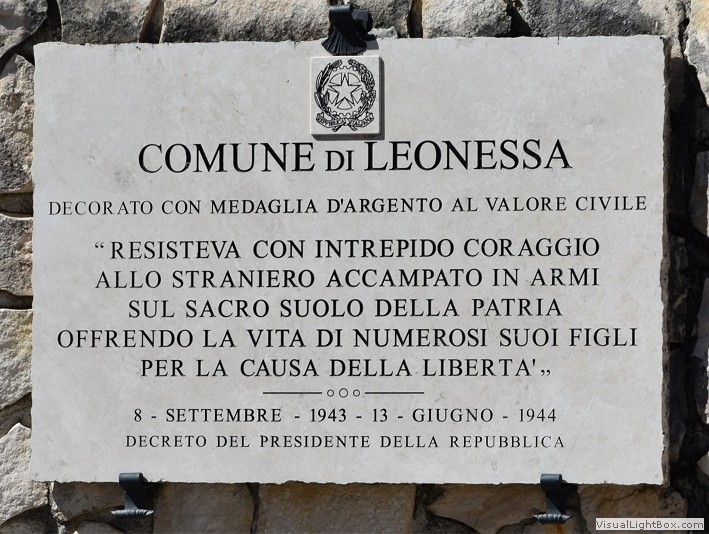 COMUNE DI LEONESSA
DECORATO CON MEDAGLIA D'ARGENTO AL VALORE CIVILE
“RESISTEVA CON INTREPIDO CORAGGIO
ALLO STRANIERO ACCAMPATO IN ARMI
SUL SACRO SUOLO DELLA PATRIA
OFFRENDO LA VITA DI NUMEROSI SUOI FIGLI
PER LA CAUSA DELLA LIBERTA'„
8 - SETTEMBRE - 1943 - 13 - GIUGNO - 1944
DECRETO DEL PRESIDENTE DELLA REPUBBLICA
VisualLightBox.com